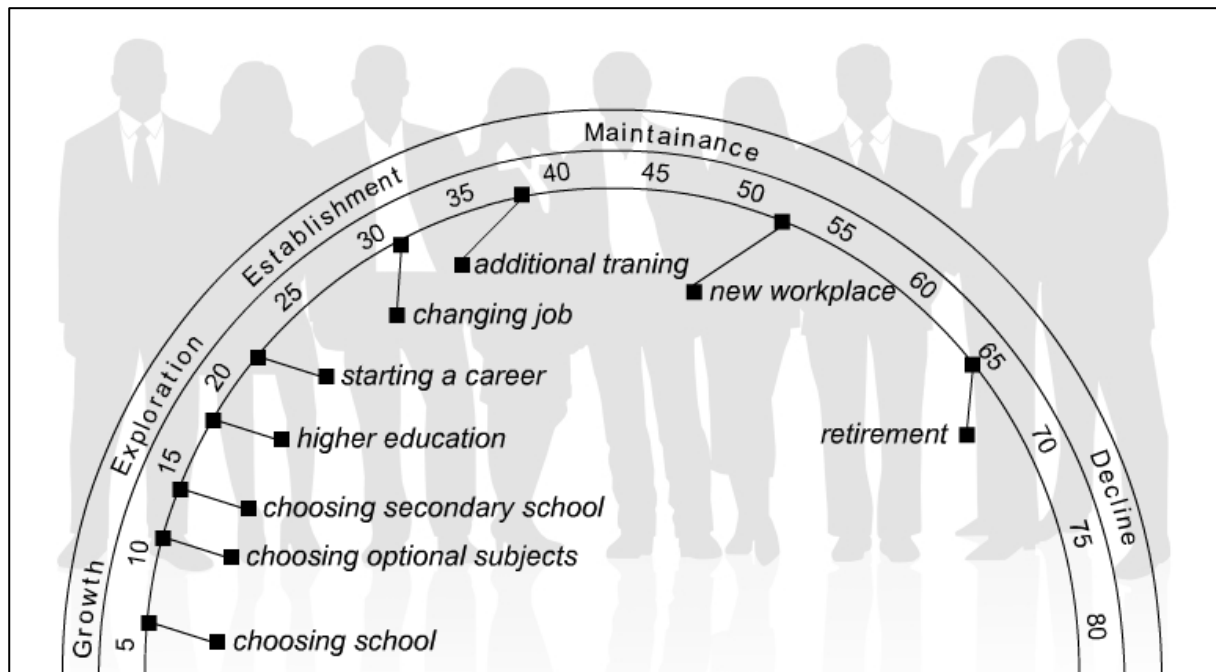 Growth
Exploration
Establishment
Maintainance
Decline
5
10
15
20
25
30
35
40
45
50
55
60
65
70
75
80
choosing school
choosing optional subjects
choosing secondary school
higher education
starting a career
changing job
additional traning
new workplace
retirement